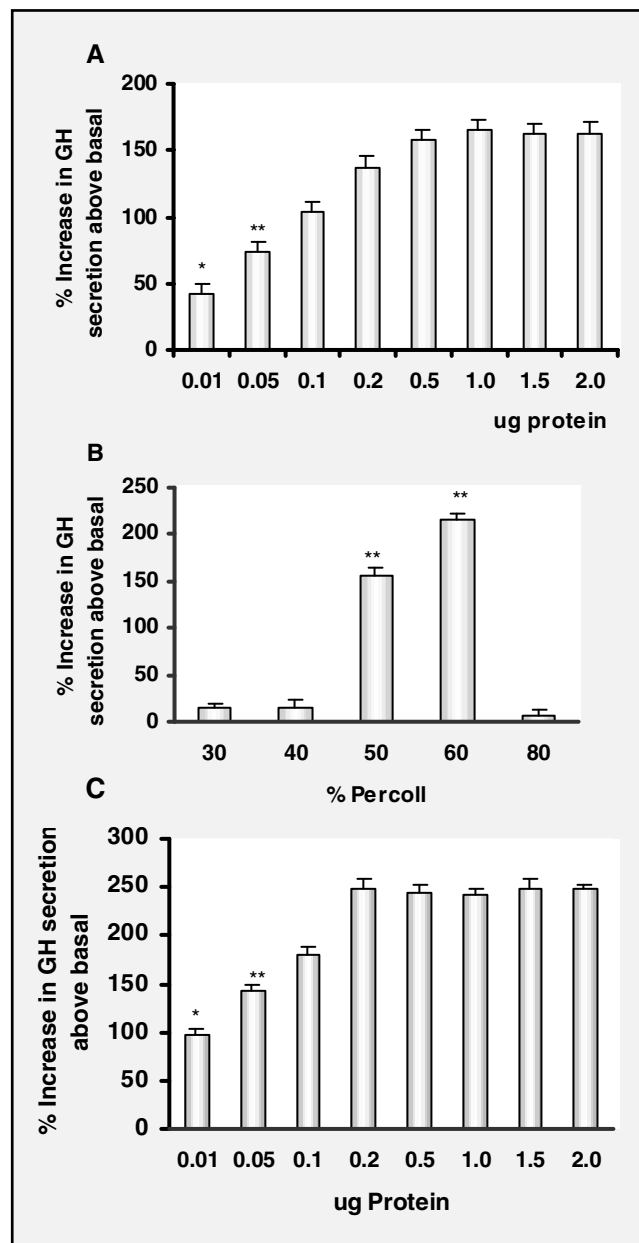 A
% Increase in GH
secretion above basal
200
150
100
50
0
*
**
0.01 0.05 0.1 0.2 0.5 1.0 1.5 2.0
ug protein
B
% Increase in GH
secretion above basal
250
200
150
100
50
0
**
**
30 40 50 60 80
% Percoll
C
% Increase in GH secretion
above basal
300
250
200
150
100
50
0
*
**
0.01 0.05 0.1 0.2 0.5 1.0 1.5 2.0
ug Protein